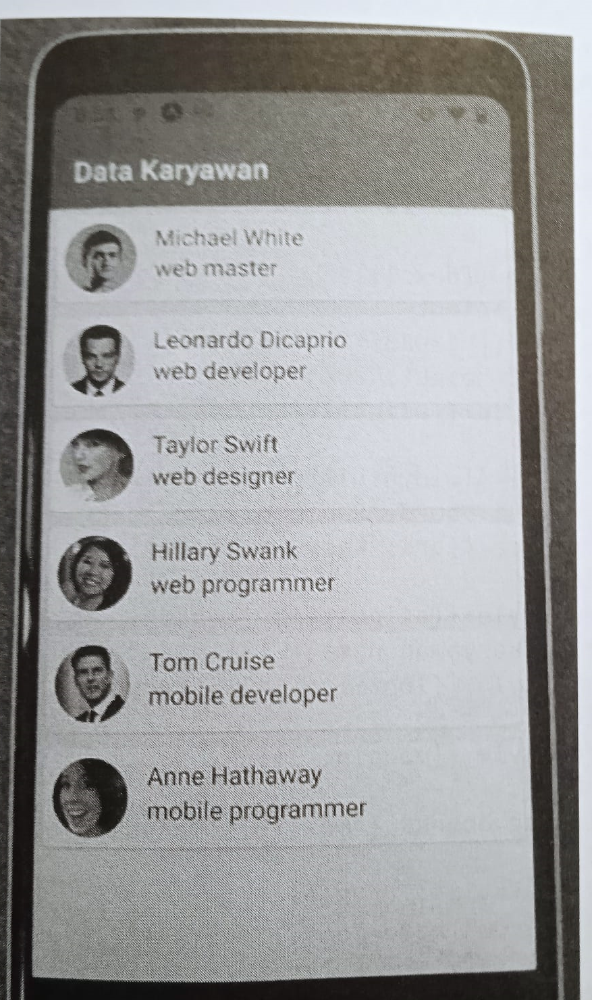 Data Karyawan
Michael White
web master
Leonardo Dicaprio
web developer
Taylor Swift
web designer
Hillary Swank
web programmer
Tom Cruise
mobile developer
Anne Hathaway
mobile programmer